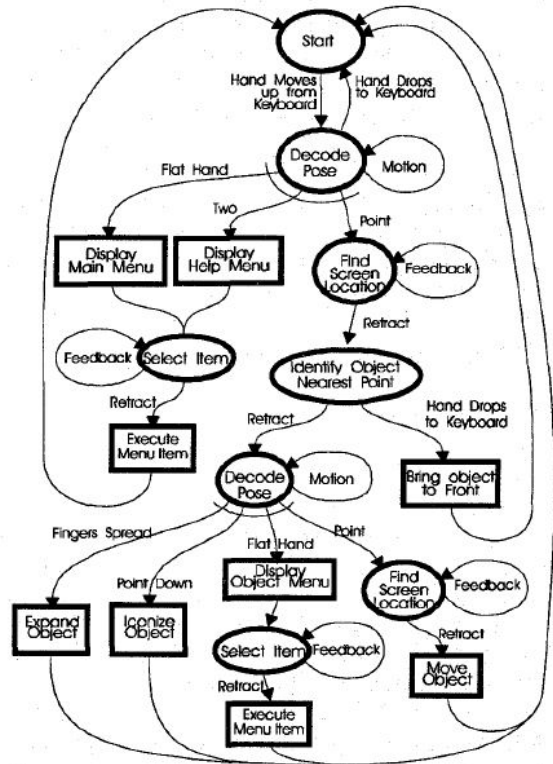 Start
Hand Moves
up from
Keyboard
Hand Drops
to Keyboard
Decode
Pose
Motion
Flat Hand
Two
Point
Display
Main Menu
Display
Help Menu
Find
Screen
Location
Feedback
Retract
Feedback
Select Item
Identify Object
Nearest Point
Retract
Retract
Hand Drops
to Keyboard
Execute
Menu Item
Decode
Pose
Motion
Bring object
to Front
Fingers Spread
Point Down
Flat Hand
Point
Display
Object Menu
Find
Screen
Location
Feedback
Expand
Object
Iconize
Object
Select Item
Feedback
Retract
Retract
Move
Object
Execute
Menu Item